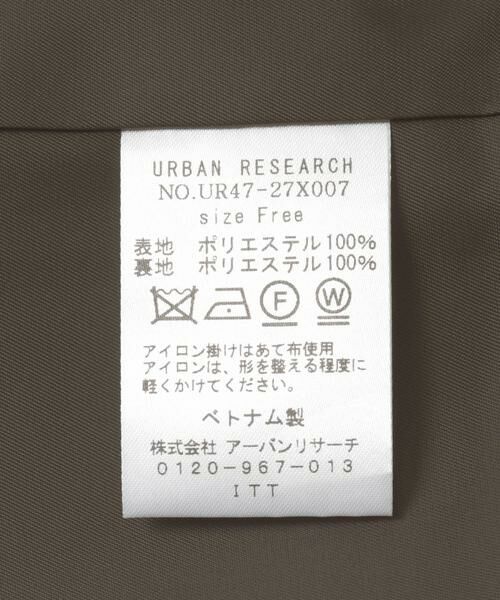 URBAN RESEARCH
NO.UR47-27X007
size Free
表地 ポリエステル100%
裏地 ポリエステル100%
F W
アイロン掛けはあて布使用
アイロンは、形を整える程度に
軽くかけてください。
ベトナム製
株式会社 アーバンリサーチ
0120-967-013
ITT